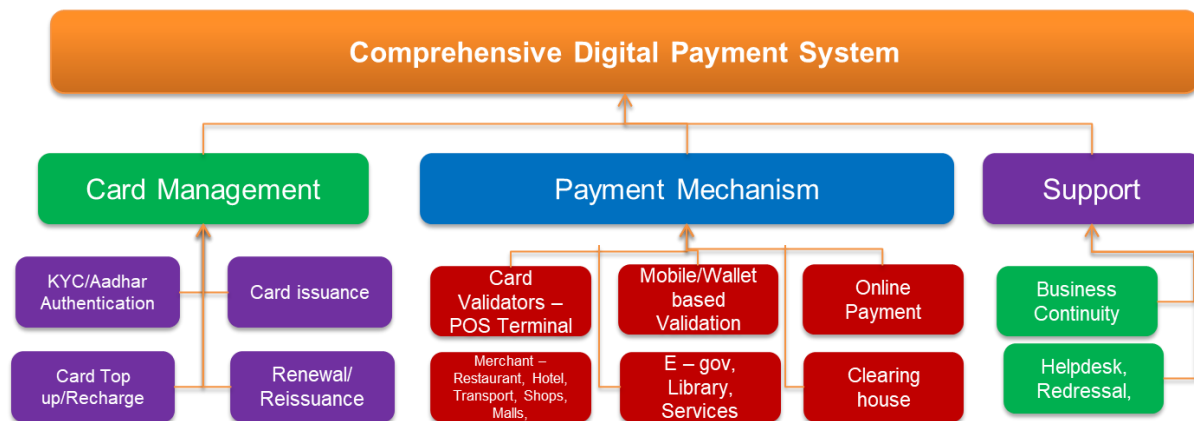 Comprehensive Digital Payment System
Card Management
Payment Mechanism
Support
KYC/Aadhar
Authentication
Card issuance
Card Top
up/Recharge
Renewal/
Reissuance
Card
Validators –
POS Terminal
Mobile/Wallet
based
Validation
Online
Payment
Merchant –
Restaurant, Hotel,
Transport, Shops,
Malls,
E – gov,
Library,
Services
Clearing
house
Business
Continuity
Helpdesk,
Redressal,